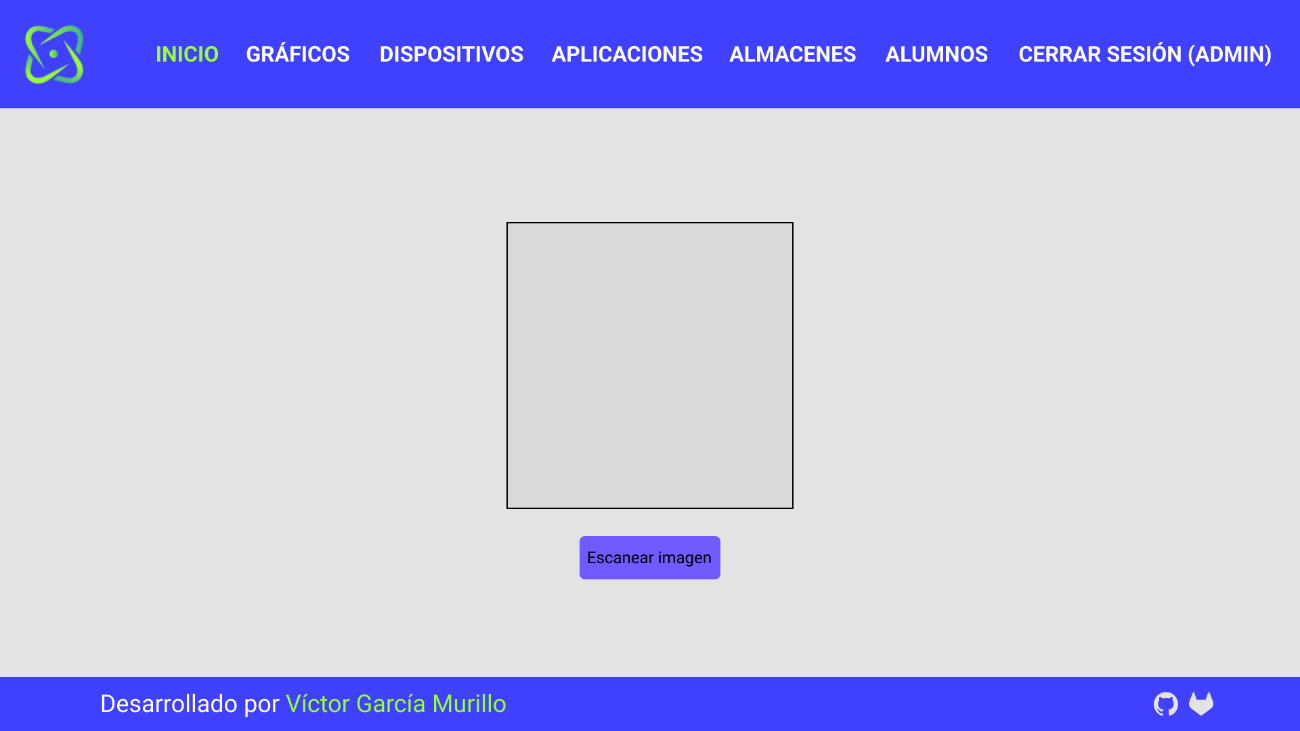 INICIO GRÁFICOS DISPOSITIVOS APLICACIONES ALMACENES ALUMNOS CERRAR SESIÓN (ADMIN)
Escanear imagen
Desarrollado por Víctor García Murillo